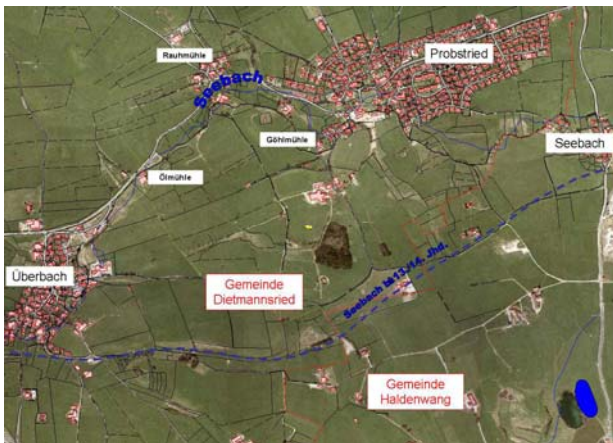 Rauhmühle
Probstried
Seebach
Göhlmühle
Seebach
Ölmühle
Überbach
Gemeinde
Dietmannsried
Seebach bis 13./14. Jhd.
Gemeinde
Haldenwang